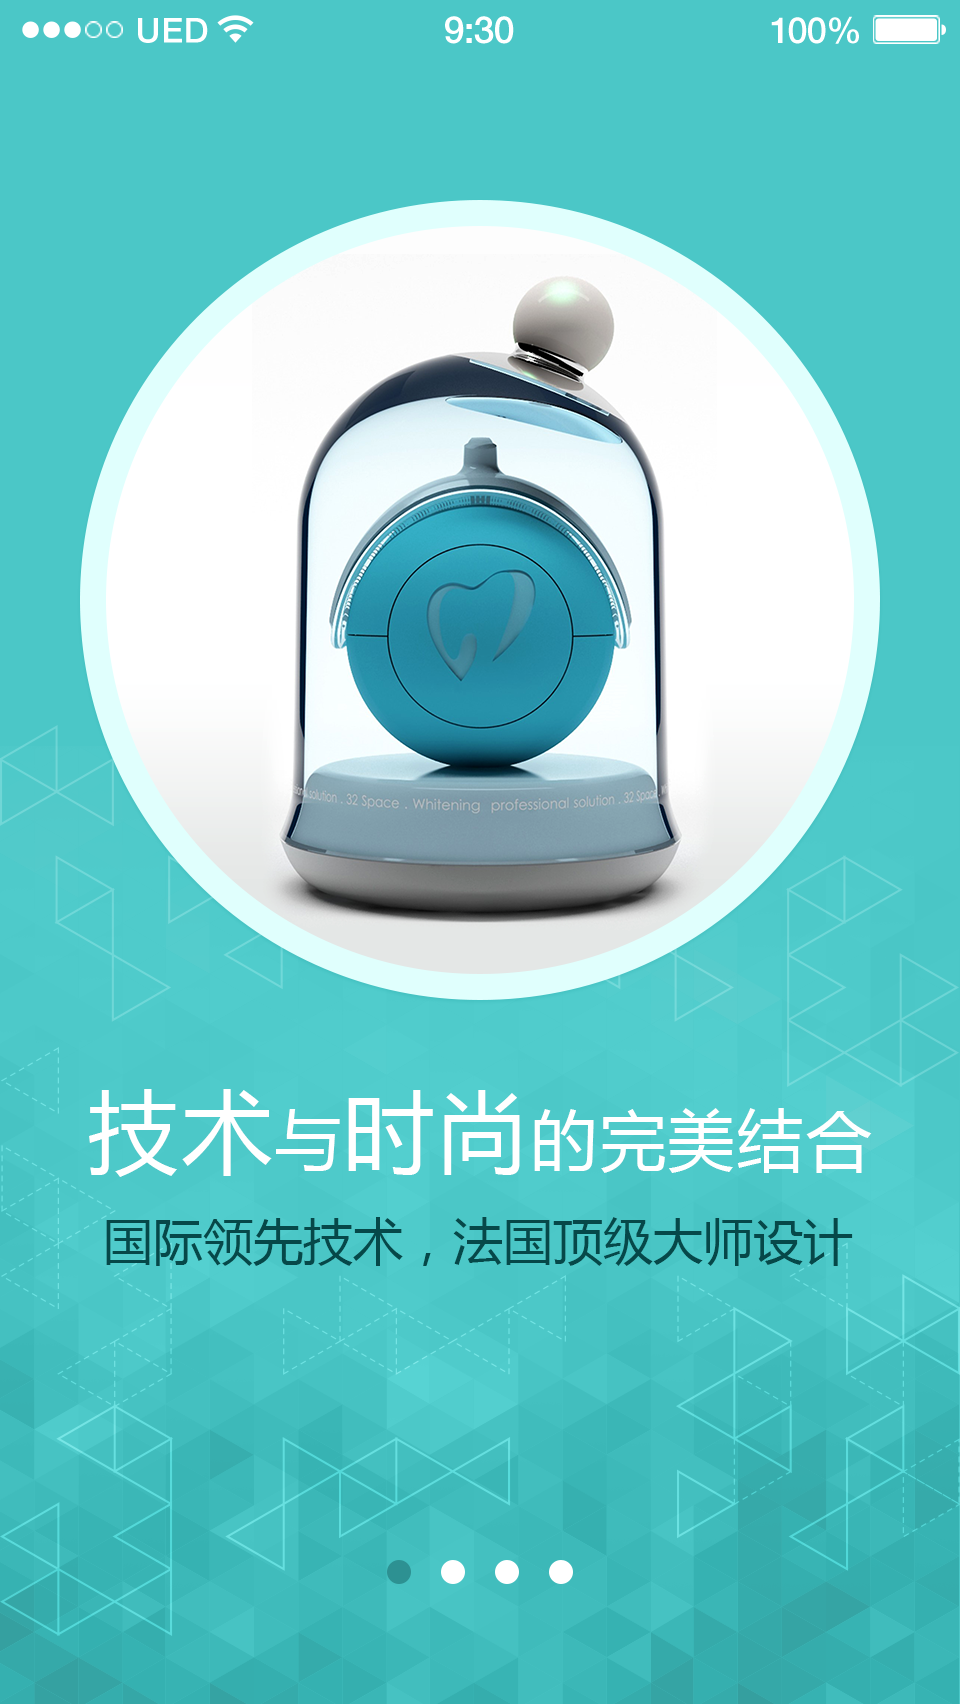 UED 9:30 100%
solution . 32 Space . Whitening professional solution . 32 Space .
技术与时尚的完美结合
国际领先技术，法国顶级大师设计